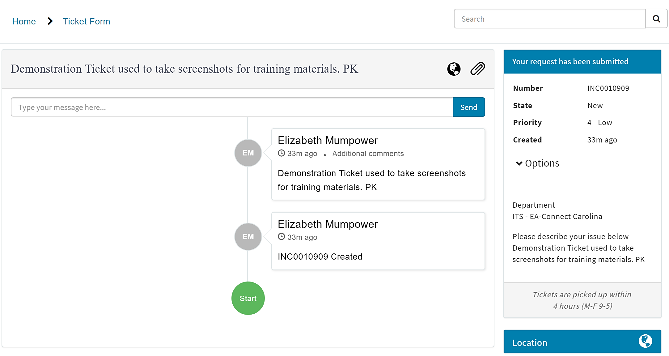 Home > Ticket Form
Search
Demonstration Ticket used to take screenshots for training materials. PK
Type your message here...
Send
EM
Elizabeth Mumpower
33m ago • Additional comments
Demonstration Ticket used to take screenshots
for training materials. PK
EM
Elizabeth Mumpower
33m ago
INC0010909 Created
Start
Your request has been submitted
Number INC0010909
State New
Priority 4 - Low
Created 33m ago
Options
Department
ITS - EA-Connect Carolina
Please describe your issue below
Demonstration Ticket used to take
screenshots for training materials. PK
Tickets are picked up within
4 hours (M-F 9-5)
Location